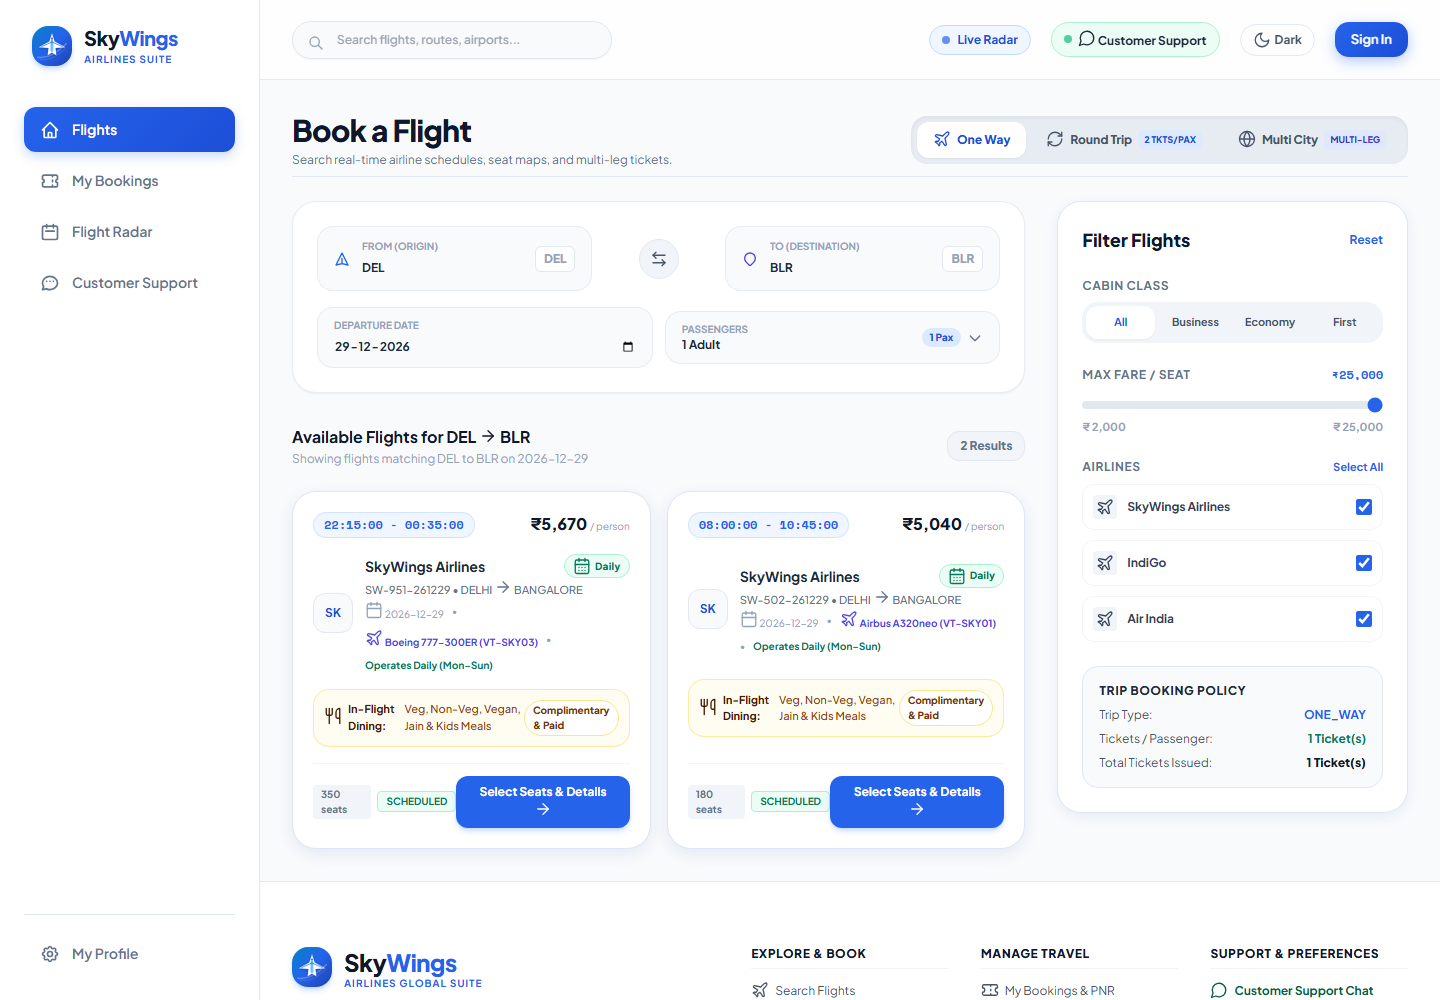 SkyWings
AIRLINES SUITE
Flights
My Bookings
Flight Radar
Customer Support
My Profile
Search flights, routes, airports...
Live Radar
Customer Support
Dark
Sign In
Book a Flight
Search real-time airline schedules, seat maps, and multi-leg tickets.
One Way
Round Trip 2 TKTS/PAX
Multi City MULTI-LEG
FROM (ORIGIN)
DEL
DEL
TO (DESTINATION)
BLR
BLR
DEPARTURE DATE
29-12-2026
PASSENGERS
1 Adult
1 Pax
Available Flights for DEL → BLR
Showing flights matching DEL to BLR on 2026-12-29
2 Results
22:15:00 - 00:35:00
₹5,670 / person
SkyWings Airlines
Daily
SW-951-261229 • DELHI → BANGALORE
SK
2026-12-29 •
Boeing 777-300ER (VT-SKY03) •
Operates Daily (Mon-Sun)
In-Flight Dining:
Veg, Non-Veg, Vegan, Jain & Kids Meals
Complimentary & Paid
350 seats
SCHEDULED
Select Seats & Details →
08:00:00 - 10:45:00
₹5,040 / person
SkyWings Airlines
Daily
SW-502-261229 • DELHI → BANGALORE
SK
2026-12-29 • Airbus A320neo (VT-SKY01)
• Operates Daily (Mon-Sun)
In-Flight Dining:
Veg, Non-Veg, Vegan, Jain & Kids Meals
Complimentary & Paid
180 seats
SCHEDULED
Select Seats & Details →
Filter Flights
Reset
CABIN CLASS
All
Business
Economy
First
MAX FARE / SEAT
₹25,000
₹2,000
₹25,000
AIRLINES
Select All
SkyWings Airlines
IndiGo
Air India
TRIP BOOKING POLICY
Trip Type: ONE_WAY
Tickets / Passenger: 1 Ticket(s)
Total Tickets Issued: 1 Ticket(s)
SkyWings
AIRLINES GLOBAL SUITE
EXPLORE & BOOK
Search Flights
MANAGE TRAVEL
My Bookings & PNR
SUPPORT & PREFERENCES
Customer Support Chat